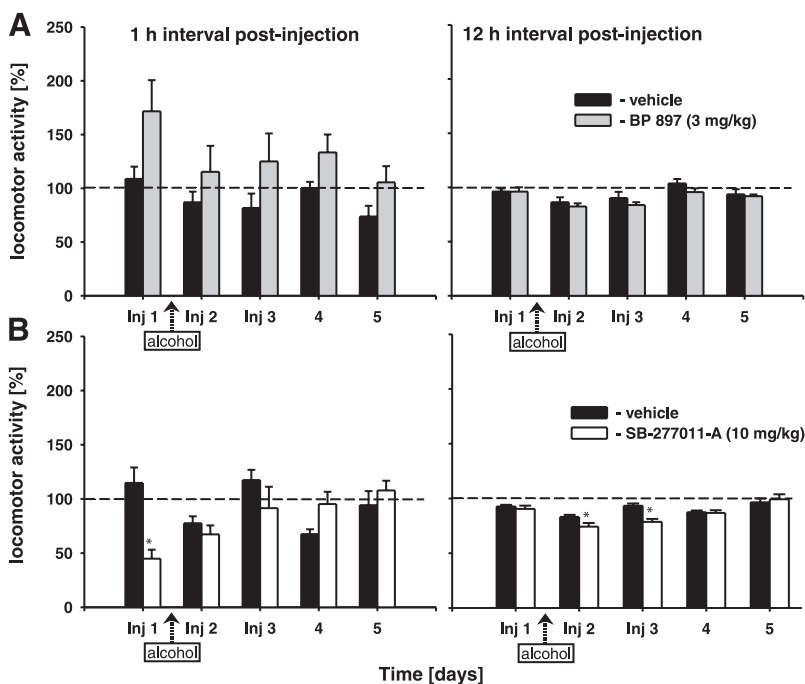 A
1 h interval post-injection
12 h interval post-injection
locomotor activity [%]
250
200
150
100
50
0
- vehicle
- BP 897 (3 mg/kg)
Inj 1 Inj 2 Inj 3 4 5
alcohol
Inj 1 Inj 2 Inj 3 4 5
alcohol
B
locomotor activity [%]
250
200
150
100
50
0
*
- vehicle
- SB-277011-A (10 mg/kg)
* *
Inj 1 Inj 2 Inj 3 4 5
alcohol
Inj 1 Inj 2 Inj 3 4 5
alcohol
Time [days]